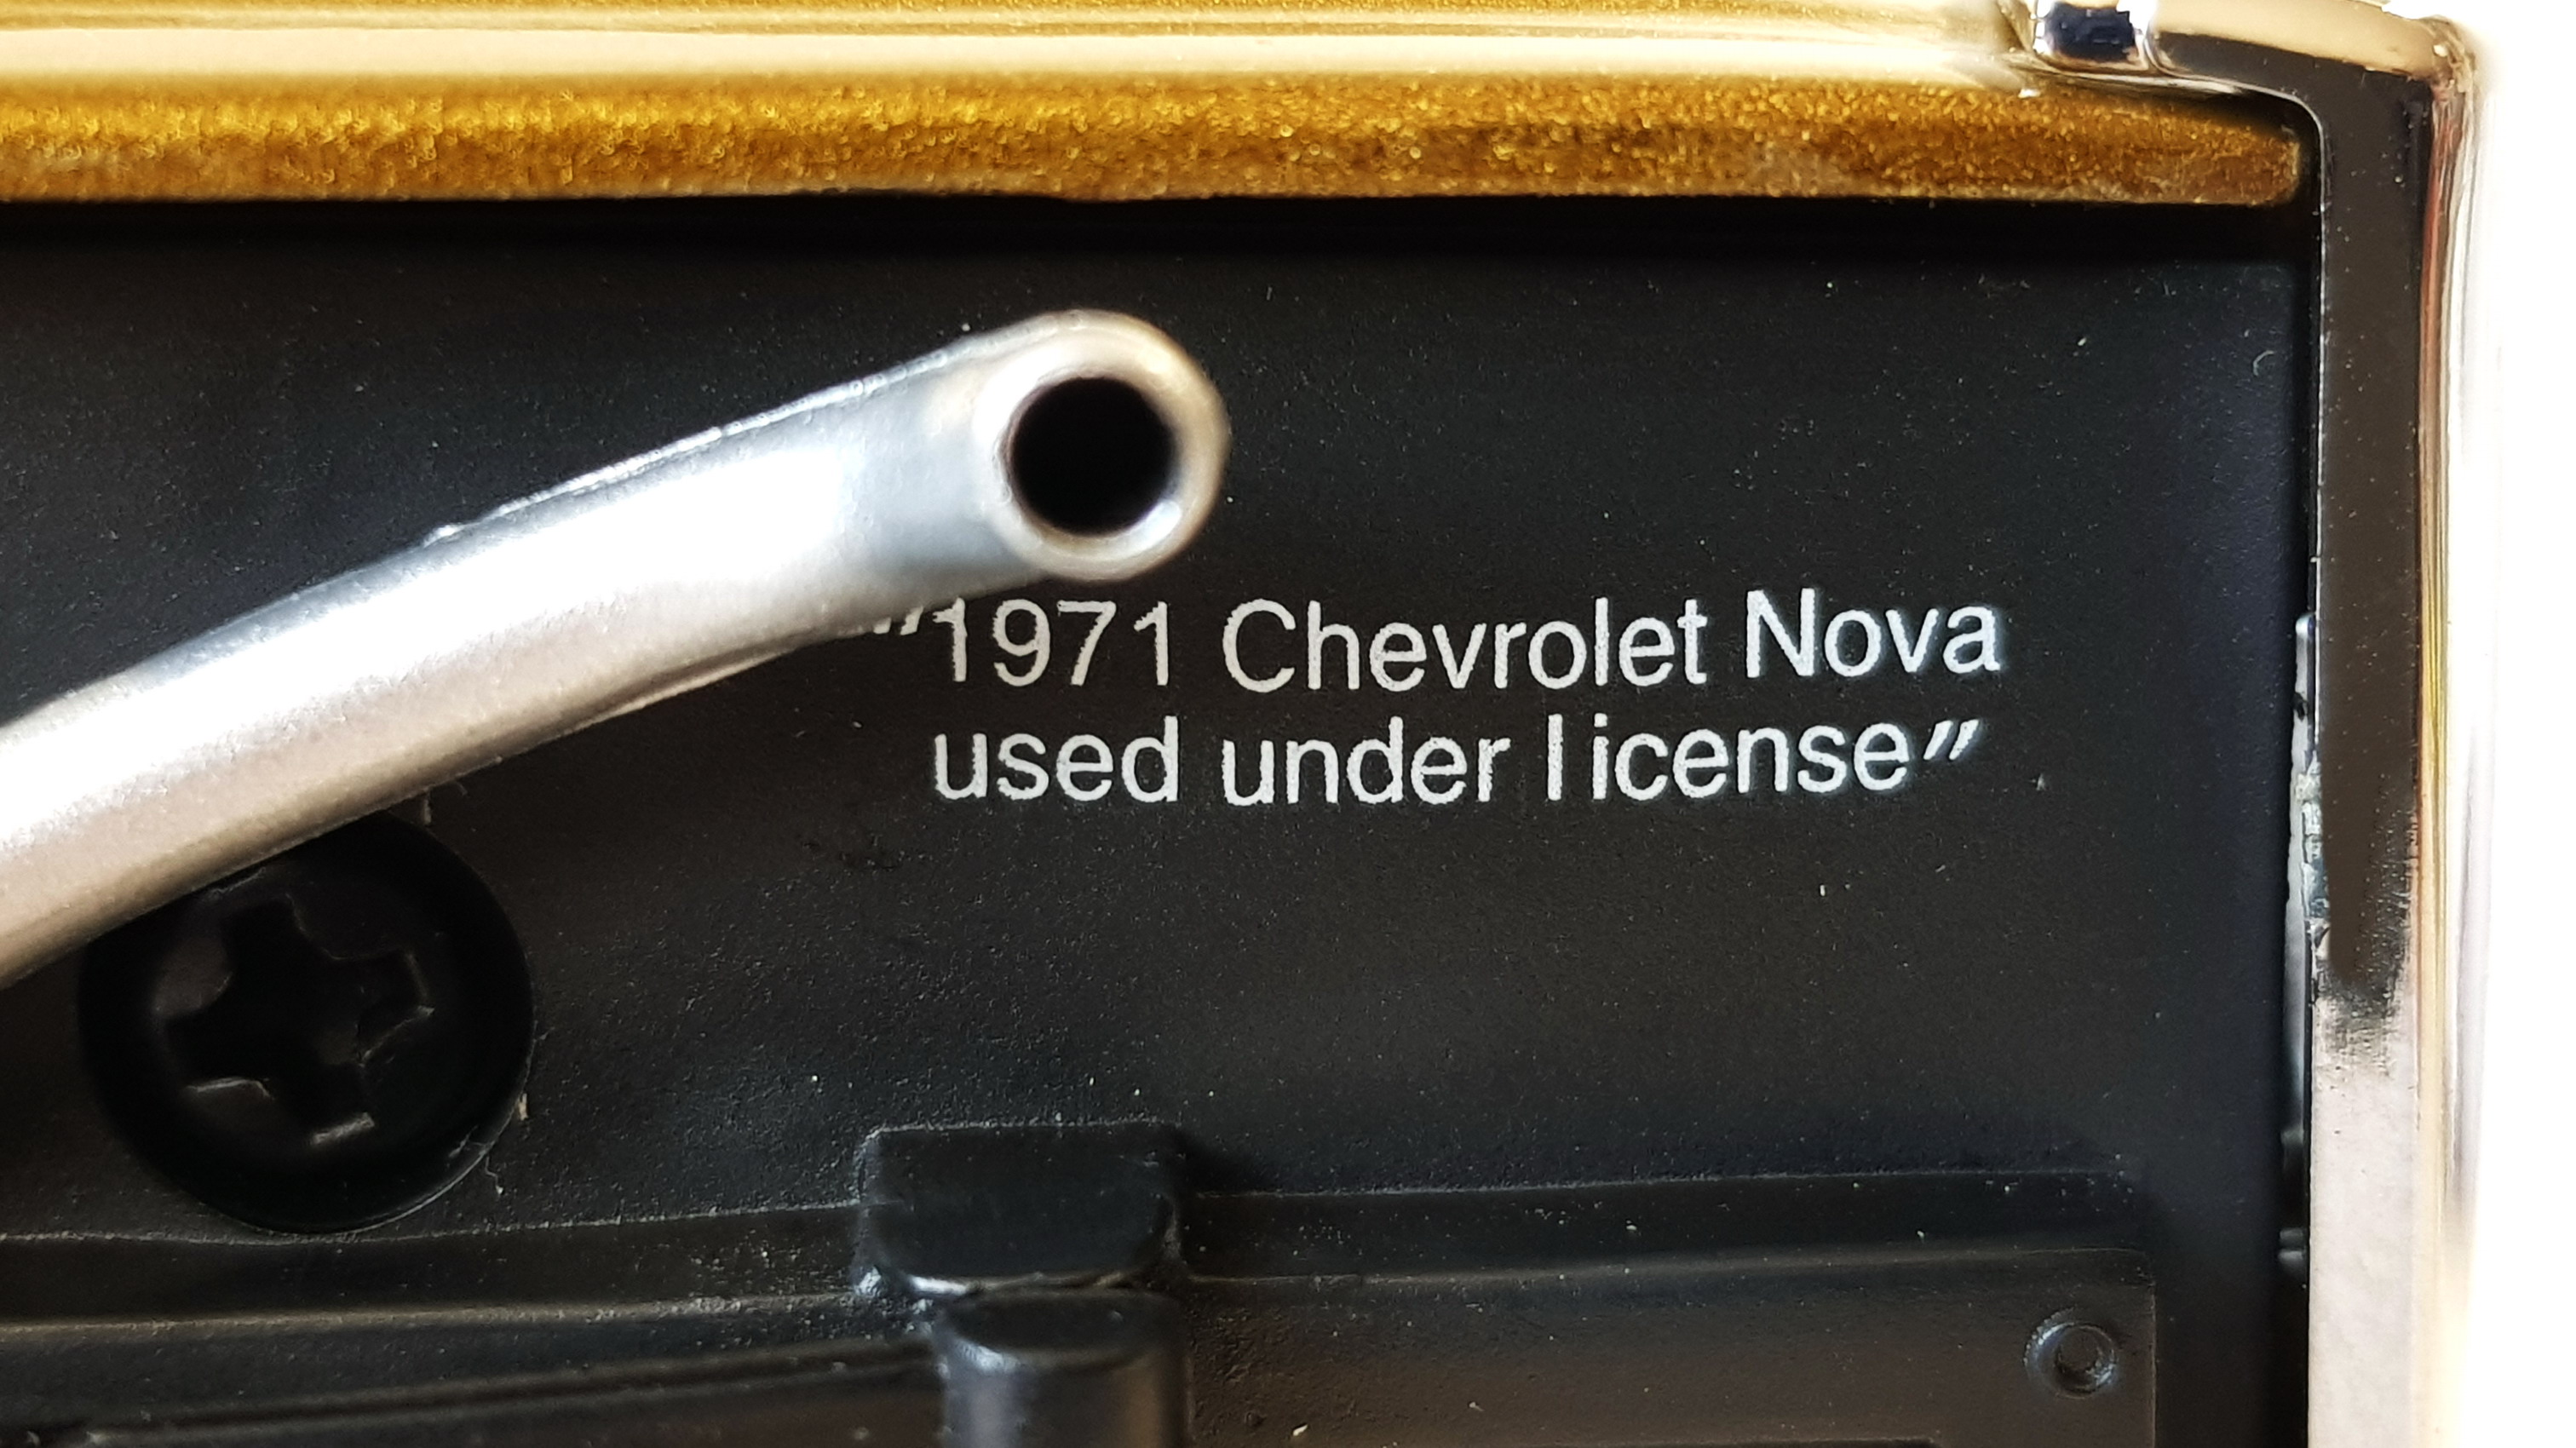 "1971 Chevrolet Nova
used under license"